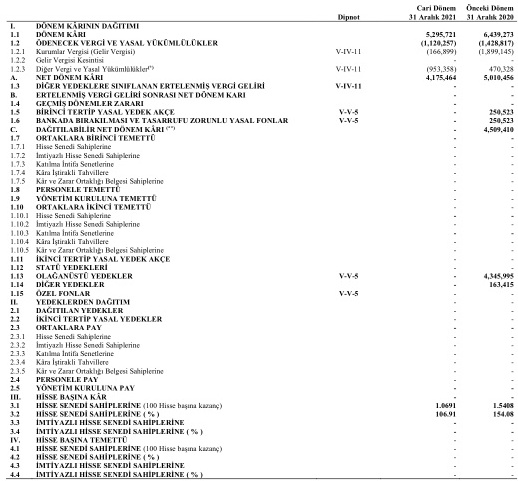 Cari Dönem Önceki Dönem
Dipnot 31 Aralık 2021 31 Aralık 2020
I. DÖNEM KÂRININ DAĞITIMI
1.1 DÖNEM KÂRI 5,295,721 6,439,273
1.2 ÖDENECEK VERGİ VE YASAL YÜKÜMLÜLÜKLER (1,120,257) (1,428,817)
1.2.1 Kurumlar Vergisi (Gelir Vergisi) V-IV-11 (166,899) (1,899,145)
1.2.2 Gelir Vergisi Kesintisi - -
1.2.3 Diğer Vergi ve Yasal Yükümlülükler(*) V-IV-11 (953,358) 470,328
A. NET DÖNEM KÂRI 4,175,464 5,010,456
1.3 DİĞER YEDEKLERE SINIFLANAN ERTELENMİŞ VERGİ GELİRİ V-IV-11 - -
B. ERTELENMİŞ VERGİ GELİRİ SONRASI NET DÖNEM KARI - -
1.4 GEÇMİŞ DÖNEMLER ZARARI - -
1.5 BİRİNCİ TERTİP YASAL YEDEK AKÇE V-V-5 - 250,523
1.6 BANKADA BIRAKILMASI VE TASARRUFU ZORUNLU YASAL FONLAR V-V-5 - 250,523
C. DAĞITILABİLİR NET DÖNEM KÂRI (**) - 4,509,410
1.7 ORTAKLARA BİRİNCİ TEMETTÜ - -
1.7.1 Hisse Senedi Sahiplerine - -
1.7.2 İmtiyazlı Hisse Senedi Sahiplerine - -
1.7.3 Katılma İntifa Senetlerine - -
1.7.4 Kâra İştirakli Tahvillere - -
1.7.5 Kâr ve Zarar Ortaklığı Belgesi Sahiplerine - -
1.8 PERSONELE TEMETTÜ - -
1.9 YÖNETİM KURULUNA TEMETTÜ - -
1.10 ORTAKLARA İKİNCİ TEMETTÜ - -
1.10.1 Hisse Senedi Sahiplerine - -
1.10.2 İmtiyazlı Hisse Senedi Sahiplerine - -
1.10.3 Katılma İntifa Senetlerine - -
1.10.4 Kâra İştirakli Tahvillere - -
1.10.5 Kâr ve Zarar Ortaklığı Belgesi Sahiplerine - -
1.11 İKİNCİ TERTİP YASAL YEDEK AKÇE - -
1.12 STATÜ YEDEKLERİ - -
1.13 OLAĞANÜSTÜ YEDEKLER V-V-5 - 4,345,995
1.14 DİĞER YEDEKLER - 163,415
1.15 ÖZEL FONLAR V-V-5 - -
II. YEDEKLERDEN DAĞITIM
2.1 DAĞITILAN YEDEKLER - -
2.2 İKİNCİ TERTİP YASAL YEDEKLER - -
2.3 ORTAKLARA PAY - -
2.3.1 Hisse Senedi Sahiplerine - -
2.3.2 İmtiyazlı Hisse Senedi Sahiplerine - -
2.3.3 Katılma İntifa Senetlerine - -
2.3.4 Kâra İştirakli Tahvillere - -
2.3.5 Kâr ve Zarar Ortaklığı Belgesi Sahiplerine - -
2.4 PERSONELE PAY - -
2.5 YÖNETİM KURULUNA PAY - -
III. HİSSE BAŞINA KÂR
3.1 HİSSE SENEDİ SAHİPLERİNE (100 Hisse başına kazanç) 1.0691 1.5408
3.2 HİSSE SENEDİ SAHİPLERİNE ( % ) 106.91 154.08
3.3 İMTİYAZLI HİSSE SENEDİ SAHİPLERİNE - -
3.4 İMTİYAZLI HİSSE SENEDİ SAHİPLERİNE ( % ) - -
IV. HİSSE BAŞINA TEMETTÜ
4.1 HİSSE SENEDİ SAHİPLERİNE (100 Hisse başına kazanç) - -
4.2 HİSSE SENEDİ SAHİPLERİNE ( % ) - -
4.3 İMTİYAZLI HİSSE SENEDİ SAHİPLERİNE - -
4.4 İMTİYAZLI HİSSE SENEDİ SAHİPLERİNE ( % ) - -